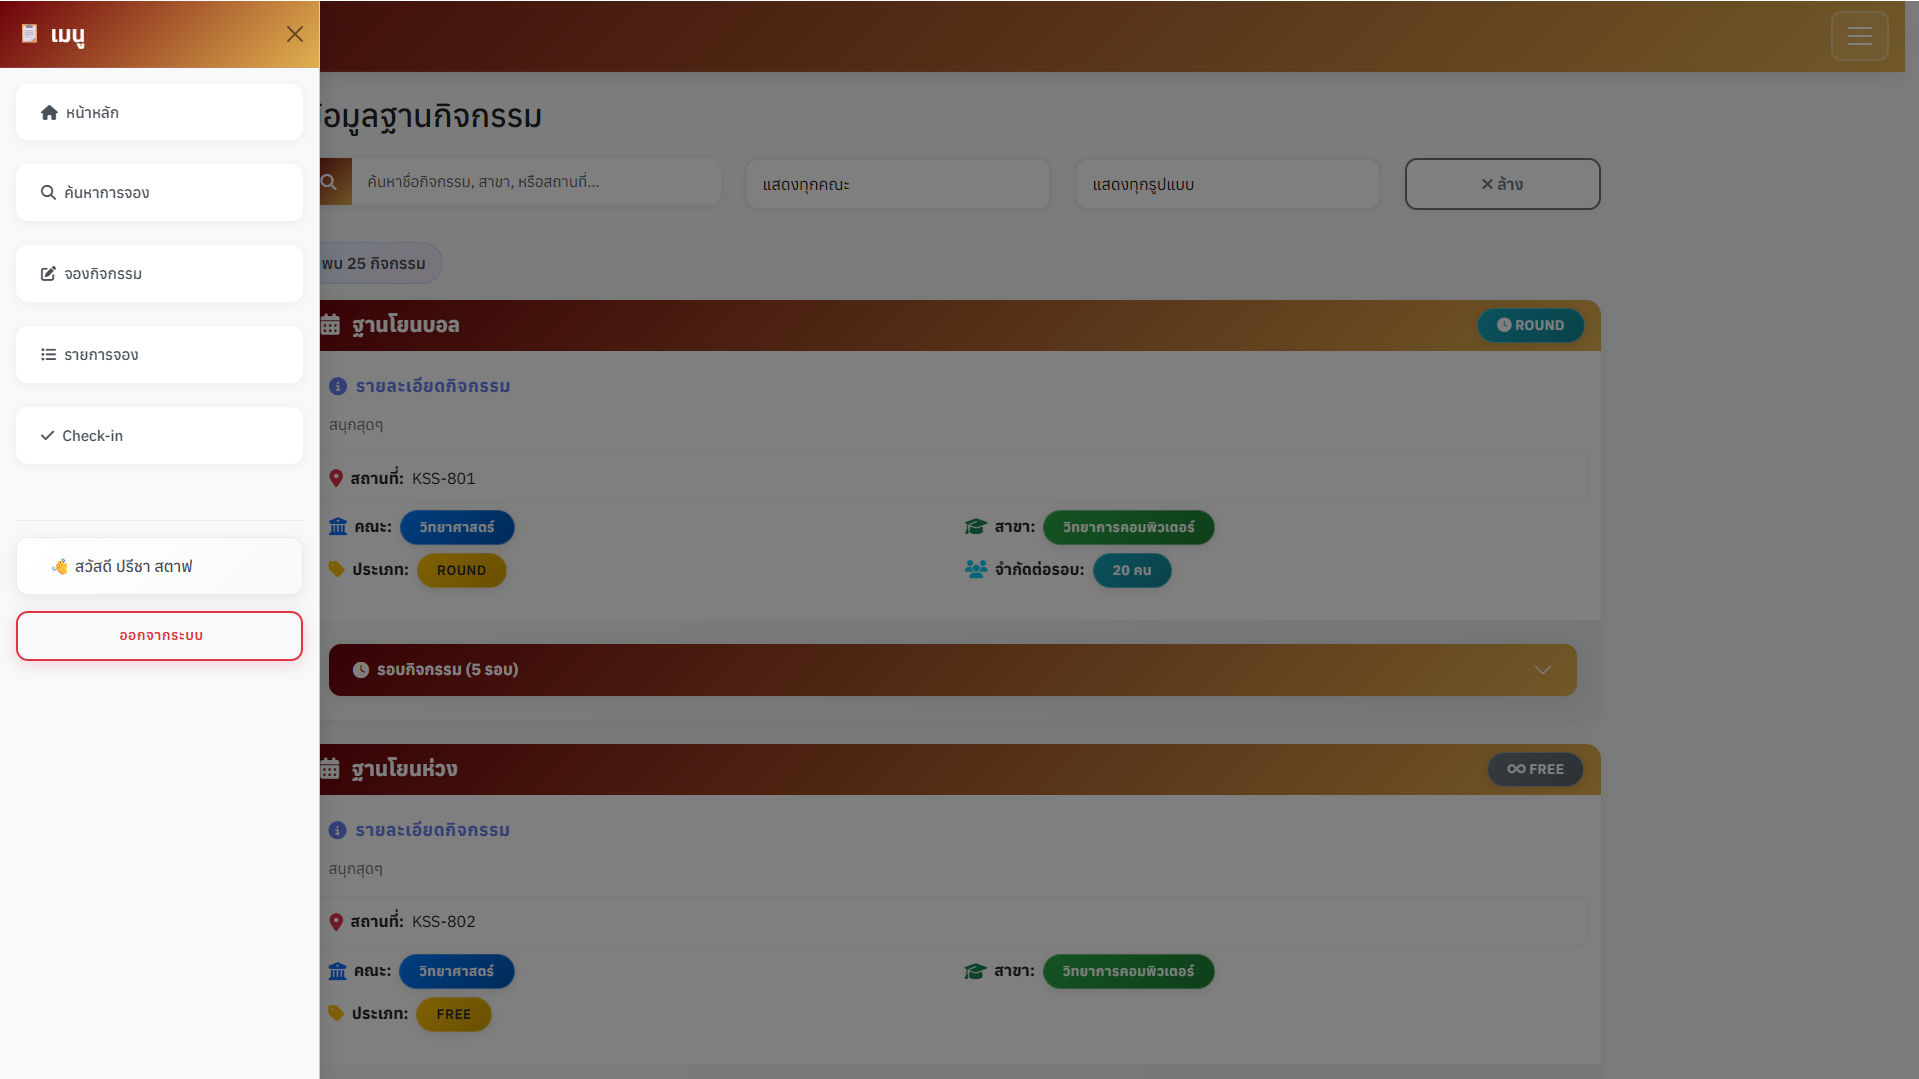 เมนู
หน้าหลัก
ค้นหาการจอง
จองกิจกรรม
รายการจอง
Check-in
สวัสดี ปรีชา สตาฟ
ออกจากระบบ
้อมูลฐานกิจกรรม
ค้นหาชื่อกิจกรรม, สาขา, หรือสถานที่...
แสดงทุกคณะ
แสดงทุกรูปแบบ
ล้าง
พบ 25 กิจกรรม
ฐานโยนบอล
ROUND
รายละเอียดกิจกรรม
สนุกสุดๆ
สถานที่: KSS-801
คณะ: วิทยาศาสตร์
สาขา: วิทยาการคอมพิวเตอร์
ประเภท: ROUND
จำกัดต่อรอบ: 20 คน
รอบกิจกรรม (5 รอบ)
ฐานโยนห่วง
FREE
รายละเอียดกิจกรรม
สนุกสุดๆ
สถานที่: KSS-802
คณะ: วิทยาศาสตร์
สาขา: วิทยาการคอมพิวเตอร์
ประเภท: FREE